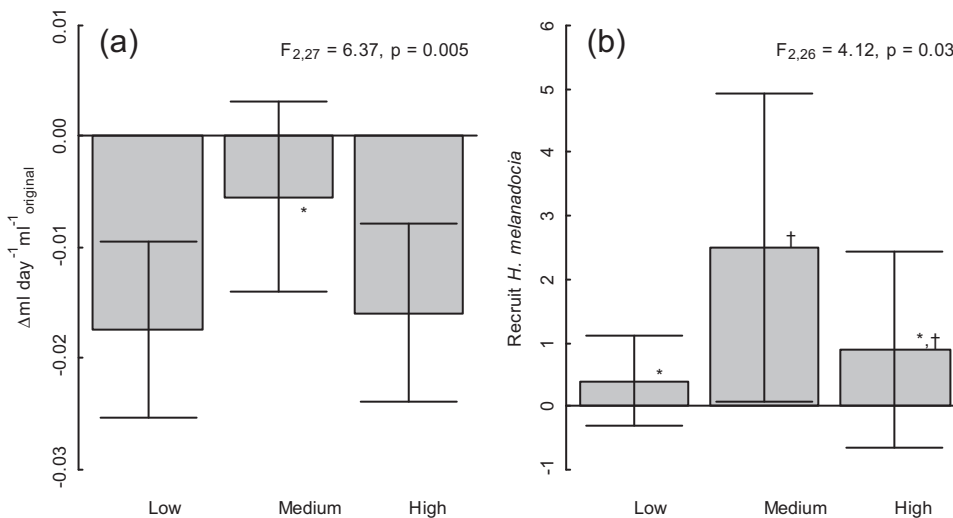 (a)
F2,27 = 6.37, p = 0.005
0.01
0.00
-0.01
-0.02
-0.03
Δml day⁻¹ml⁻¹original
*
Low Medium High
(b)
F2,26 = 4.12, p = 0.03
6
5
4
3
2
1
0
-1
Recruit H. melanadocia
*
†
*,†
Low Medium High